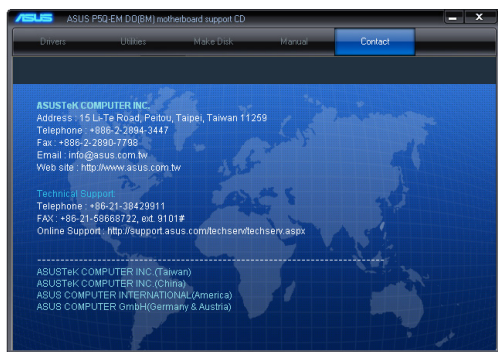 ASUS ASUS P5Q-EM DO(BM) motherboard support CD
Drivers Utilities Make Disk Manual Contact
ASUSTeK COMPUTER INC.
Address : 15 Li-Te Road, Peitou, Taipei, Taiwan 11259
Telephone : +886-2-2894-3447
Fax : +886-2-2890-7798
Email : info@asus.com.tw
Web site : http://www.asus.com.tw
Technical Support
Telephone : +86-21-38429911
FAX : +86-21-58668722, ext. 9101#
Online Support : http://support.asus.com/techserv/techserv.aspx
ASUSTeK COMPUTER INC.(Taiwan)
ASUSTeK COMPUTER INC.(China)
ASUS COMPUTER INTERNATIONAL(America)
ASUS COMPUTER GmbH(Germany & Austria)